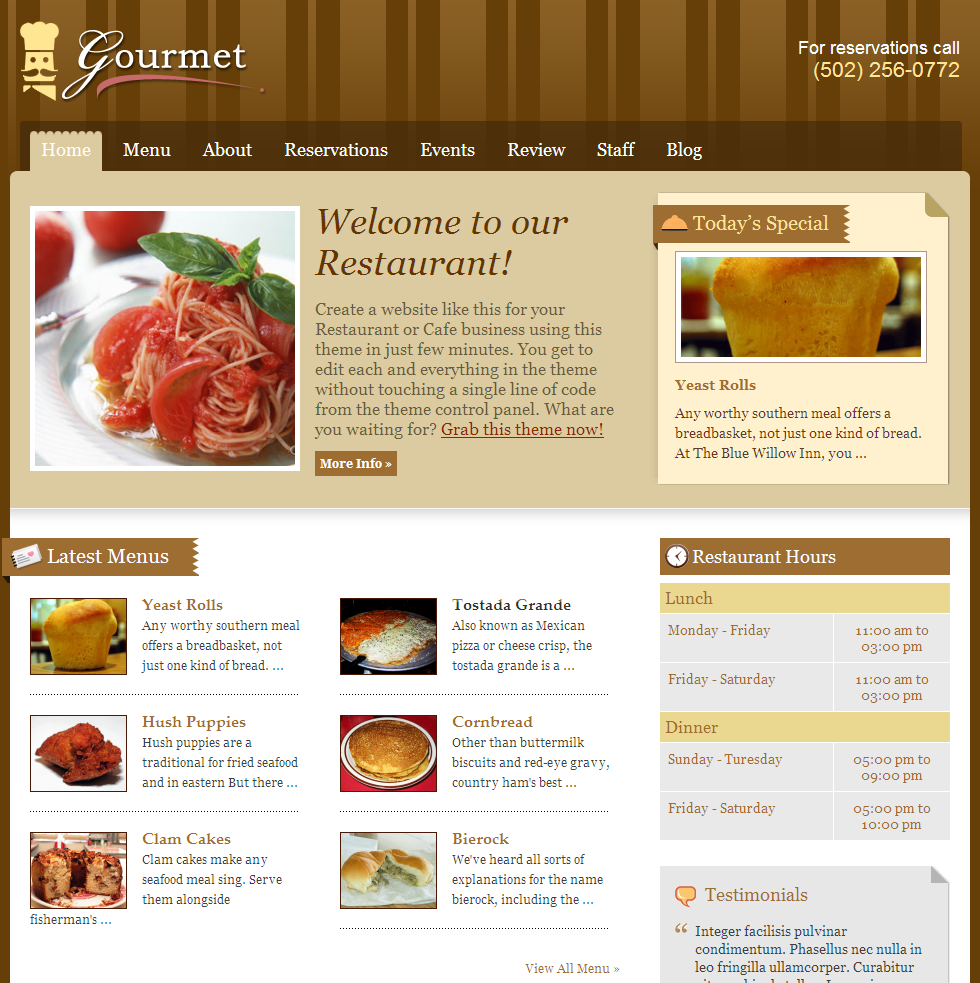 Gourmet
For reservations call
(502) 256-0772
Home
Menu
About
Reservations
Events
Review
Staff
Blog
Welcome to our
Restaurant!
Create a website like this for your
Restaurant or Cafe business using this
theme in just few minutes. You get to
edit each and everything in the theme
without touching a single line of code
from the theme control panel. What are
you waiting for? Grab this theme now!
More Info »
Today's Special
Yeast Rolls
Any worthy southern meal offers a
breadbasket, not just one kind of bread.
At The Blue Willow Inn, you ...
Latest Menus
Yeast Rolls
Any worthy southern meal
offers a breadbasket, not
just one kind of bread. ...
Tostada Grande
Also known as Mexican
pizza or cheese crisp, the
tostada grande is a ...
Hush Puppies
Hush puppies are a
traditional for fried seafood
and in eastern But there ...
Cornbread
Other than buttermilk
biscuits and red-eye gravy,
country ham's best ...
Clam Cakes
Clam cakes make any
seafood meal sing. Serve
them alongside
fisherman's ...
Bierock
We've heard all sorts of
explanations for the name
bierock, including the ...
View All Menu »
Restaurant Hours
Lunch
Monday - Friday
11:00 am to
03:00 pm
Friday - Saturday
11:00 am to
03:00 pm
Dinner
Sunday - Turesday
05:00 pm to
09:00 pm
Friday - Saturday
05:00 pm to
10:00 pm
Testimonials
“ Integer facilisis pulvinar
condimentum. Phasellus nec nulla in
leo fringilla ullamcorper. Curabitur